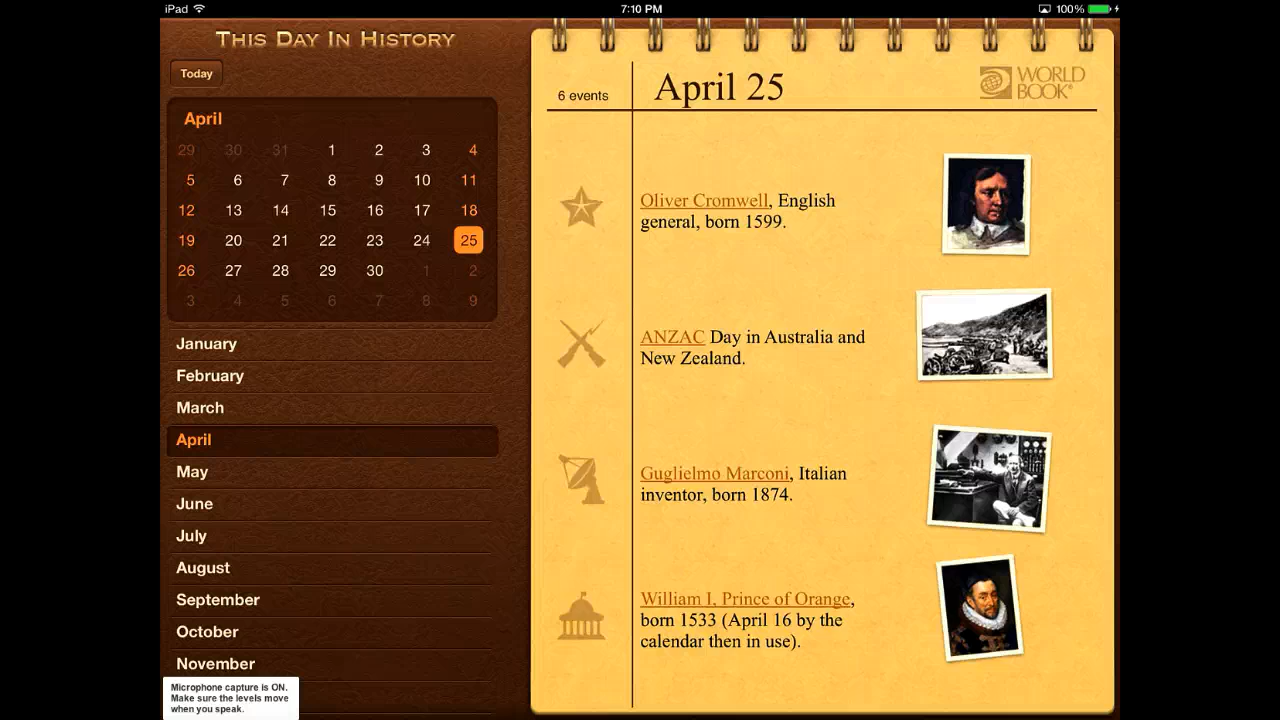 iPad
7:10 PM
100%
THIS DAY IN HISTORY
Today
April
29 30 31 1 2 3 4
5 6 7 8 9 10 11
12 13 14 15 16 17 18
19 20 21 22 23 24 25
26 27 28 29 30 1 2
3 4 5 6 7 8 9
January
February
March
April
May
June
July
August
September
October
November
Microphone capture is ON.
Make sure the levels move
when you speak.
6 events
April 25
WORLD
BOOK®
Oliver Cromwell, English
general, born 1599.
ANZAC Day in Australia and
New Zealand.
Guglielmo Marconi, Italian
inventor, born 1874.
William I, Prince of Orange,
born 1533 (April 16 by the
calendar then in use).